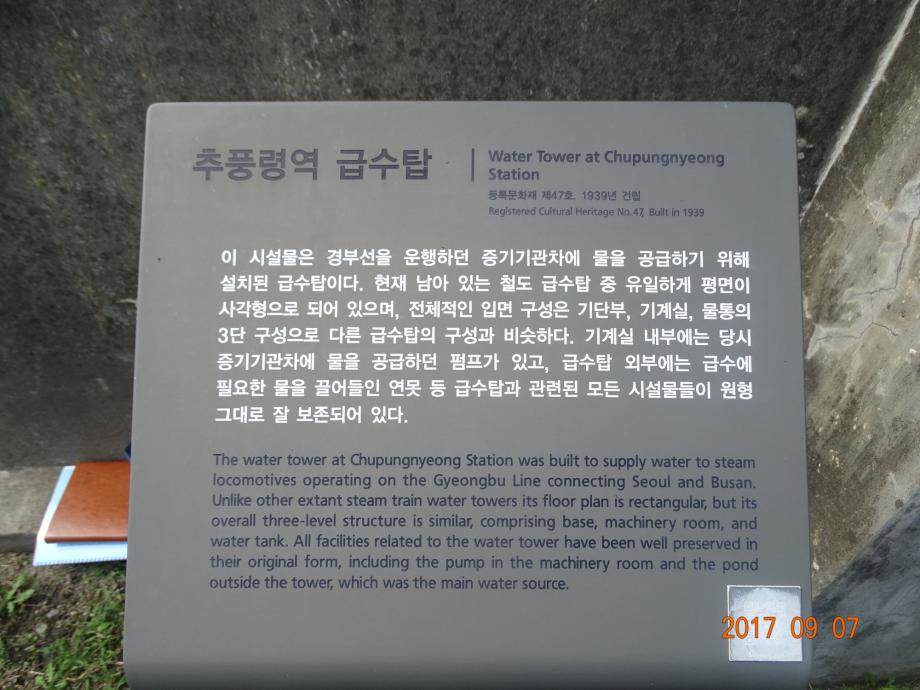 추풍령역 급수탑
Water Tower at Chupungnyeong
Station
등록문화재 제47호, 1939년 건립
Registered Cultural Heritage No.47, Built in 1939
이 시설물은 경부선을 운행하던 증기기관차에 물을 공급하기 위해
설치된 급수탑이다. 현재 남아 있는 철도 급수탑 중 유일하게 평면이
사각형으로 되어 있으며, 전체적인 입면 구성은 기단부, 기계실, 물통의
3단 구성으로 다른 급수탑의 구성과 비슷하다. 기계실 내부에는 당시
증기기관차에 물을 공급하던 펌프가 있고, 급수탑 외부에는 급수에
필요한 물을 끌어들인 연못 등 급수탑과 관련된 모든 시설물들이 원형
그대로 잘 보존되어 있다.
The water tower at Chupungnyeong Station was built to supply water to steam
locomotives operating on the Gyeongbu Line connecting Seoul and Busan.
Unlike other extant steam train water towers its floor plan is rectangular, but its
overall three-level structure is similar, comprising base, machinery room, and
water tank. All facilities related to the water tower have been well preserved in
their original form, including the pump in the machinery room and the pond
outside the tower, which was the main water source.
2017 09 07